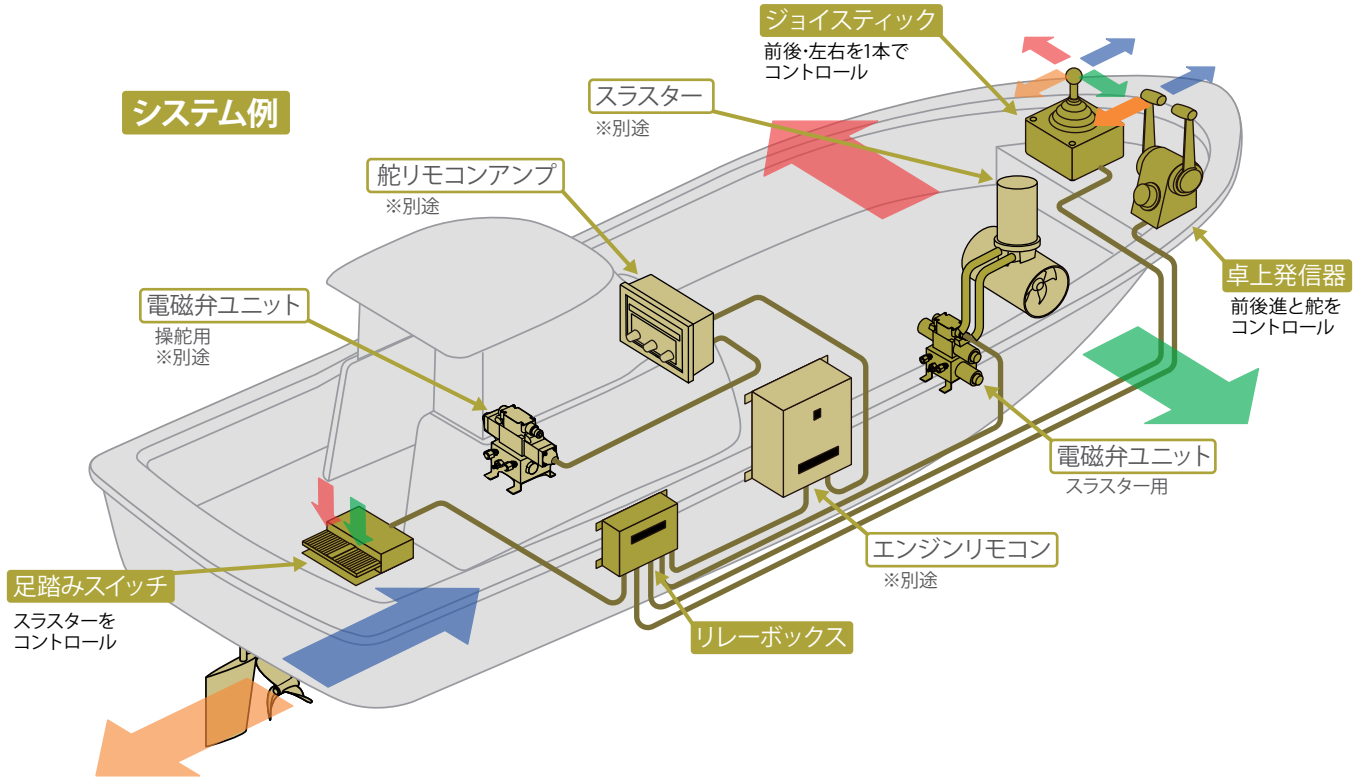 システム例
ジョイスティック
前後・左右を1本で
コントロール
スラスター
※別途
舵リモコンアンプ
※別途
電磁弁ユニット
操舵用
※別途
卓上発信器
前後進と舵を
コントロール
電磁弁ユニット
スラスター用
エンジンリモコン
※別途
足踏みスイッチ
スラスターを
コントロール
リレーボックス